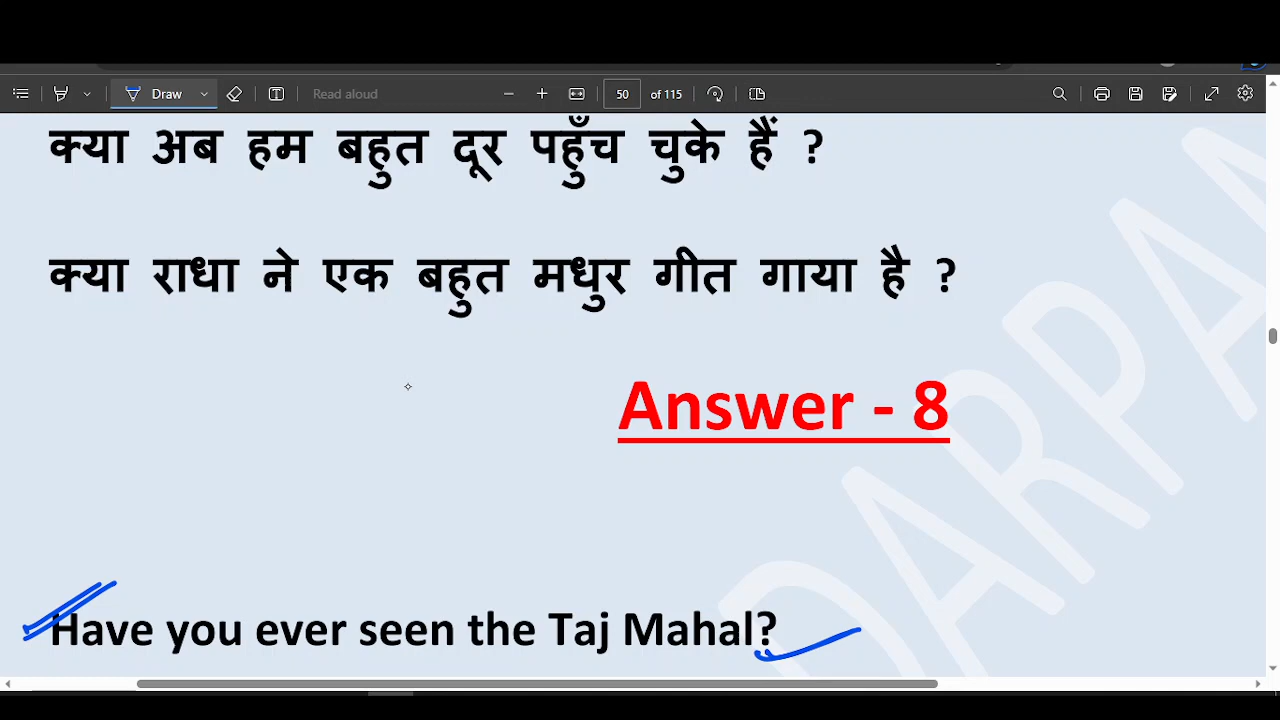 Draw
Read aloud
50 of 115
क्या अब हम बहुत दूर पहुँच चुके हैं ?
क्या राधा ने एक बहुत मधुर गीत गाया है ?
Answer - 8
Have you ever seen the Taj Mahal?
DARPA